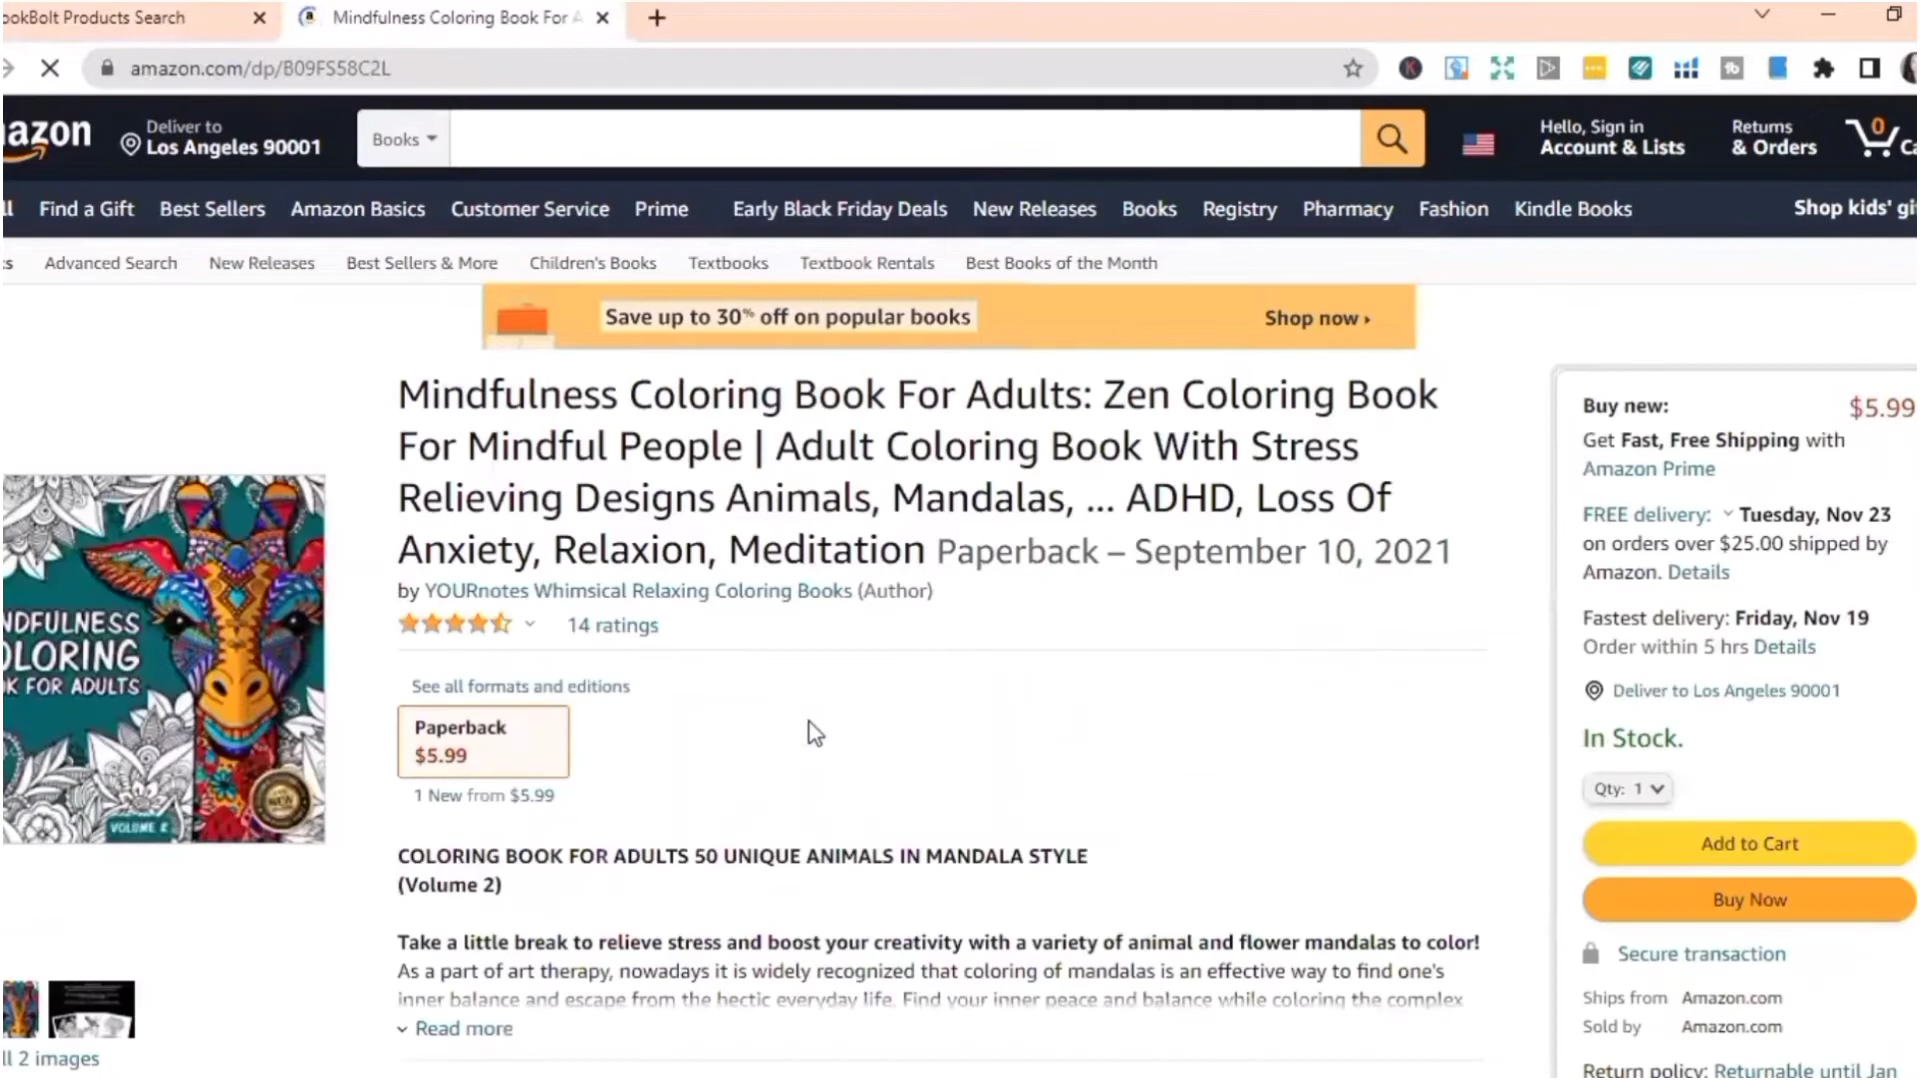 ookBolt Products Search
Mindfulness Coloring Book For A
amazon.com/dp/B09FS58C2L
azon
Deliver to
Los Angeles 90001
Books
Hello, Sign in
Account & Lists
Returns
& Orders
0
Ca
ll
Find a Gift
Best Sellers
Amazon Basics
Customer Service
Prime
Early Black Friday Deals
New Releases
Books
Registry
Pharmacy
Fashion
Kindle Books
Shop kids' gi
s
Advanced Search
New Releases
Best Sellers & More
Children's Books
Textbooks
Textbook Rentals
Best Books of the Month
Save up to 30% off on popular books
Shop now ›
Mindfulness Coloring Book For Adults: Zen Coloring Book
For Mindful People | Adult Coloring Book With Stress
Relieving Designs Animals, Mandalas, ... ADHD, Loss Of
Anxiety, Relaxion, Meditation Paperback – September 10, 2021
by YOURnotes Whimsical Relaxing Coloring Books (Author)
14 ratings
See all formats and editions
Paperback
$5.99
1 New from $5.99
COLORING BOOK FOR ADULTS 50 UNIQUE ANIMALS IN MANDALA STYLE
(Volume 2)
Take a little break to relieve stress and boost your creativity with a variety of animal and flower mandalas to color!
As a part of art therapy, nowadays it is widely recognized that coloring of mandalas is an effective way to find one's
inner balance and escape from the hectic everyday life. Find your inner peace and balance while coloring the complex
Read more
NDFULNESS
OLORING
K FOR ADULTS
NEW
VOLUME 2
ll 2 images
Buy new:
$5.99
Get Fast, Free Shipping with
Amazon Prime
FREE delivery: Tuesday, Nov 23
on orders over $25.00 shipped by
Amazon. Details
Fastest delivery: Friday, Nov 19
Order within 5 hrs Details
Deliver to Los Angeles 90001
In Stock.
Qty: 1
Add to Cart
Buy Now
Secure transaction
Ships from Amazon.com
Sold by Amazon.com
Return policy: Returnable until Jan